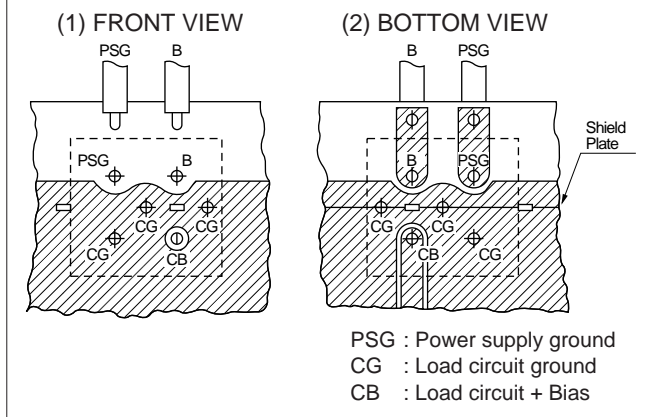 (1) FRONT VIEW
PSG B
PSG B
CG CG
CG CB
(2) BOTTOM VIEW
B PSG
Shield
Plate
B PSG
CG CG
CB CG
PSG : Power supply ground
CG : Load circuit ground
CB : Load circuit + Bias